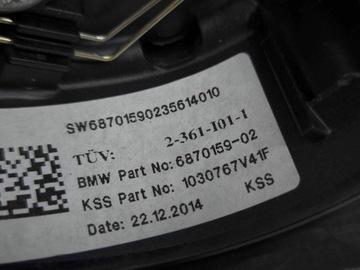 SW68701590235614010
TÜV: 2-361-I01-1
BMW Part No: 6870159-02
KSS Part No: 1030767V41F
Date: 22.12.2014 KSS